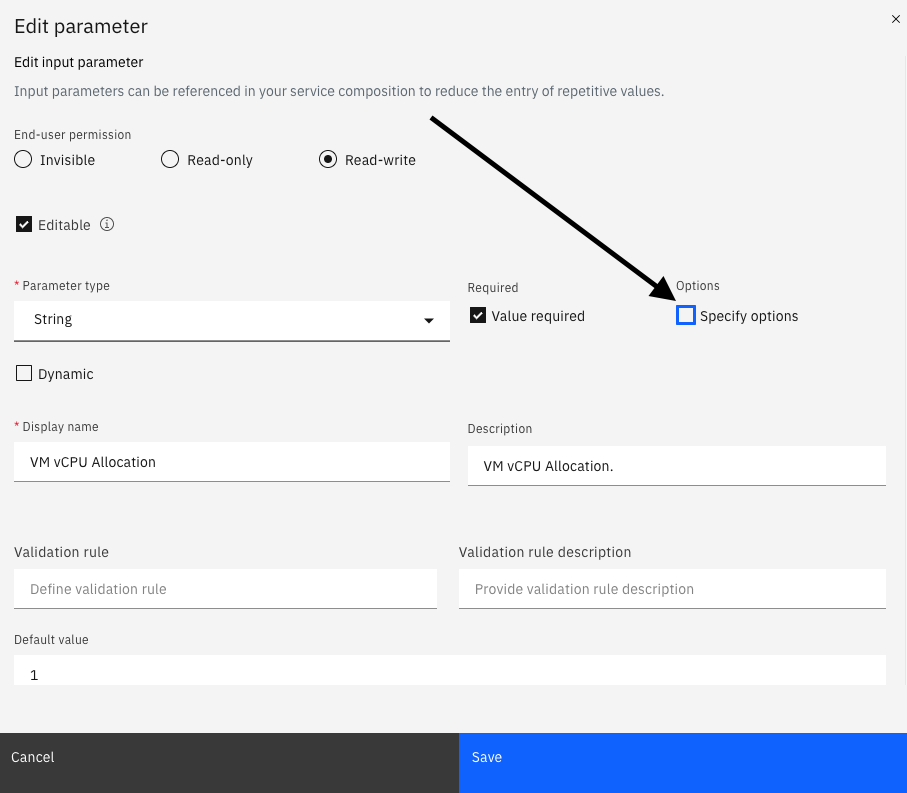 Edit parameter
Edit input parameter
Input parameters can be referenced in your service composition to reduce the entry of repetitive values.
End-user permission
Invisible
Read-only
Read-write
Editable
* Parameter type
String
Required
Value required
Options
Specify options
Dynamic
* Display name
VM vCPU Allocation
Description
VM vCPU Allocation.
Validation rule
Define validation rule
Validation rule description
Provide validation rule description
Default value
1
Cancel
Save